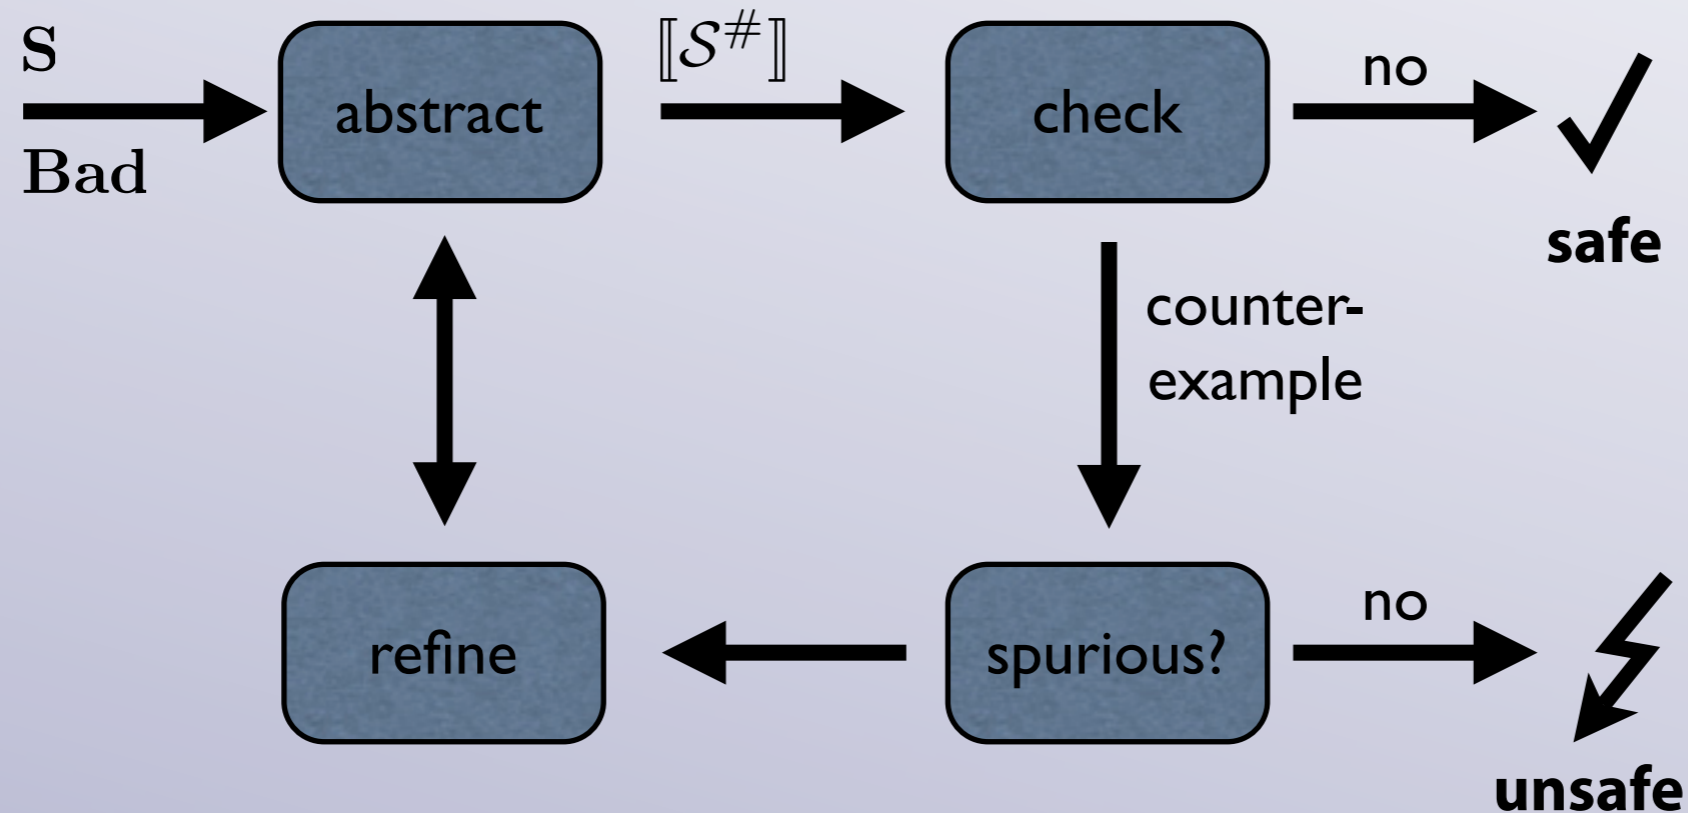 S
Bad
abstract
⟦𝒮^#⟧
check
no
safe
counter-
example
refine
spurious?
no
unsafe